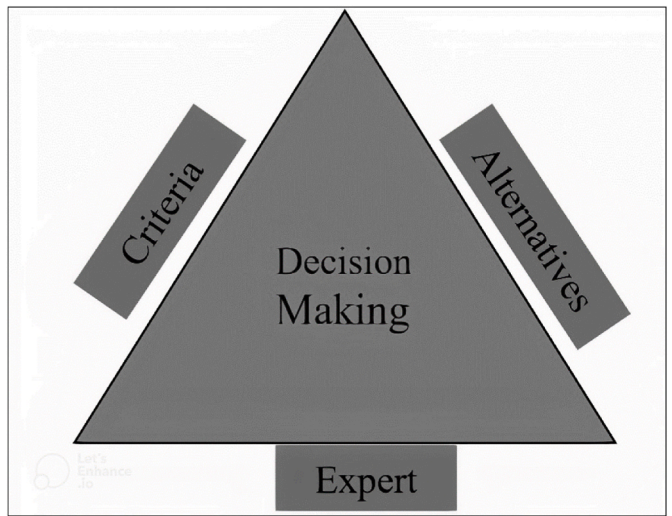 Criteria
Alternatives
Decision
Making
Expert
Let's
Enhance
.io